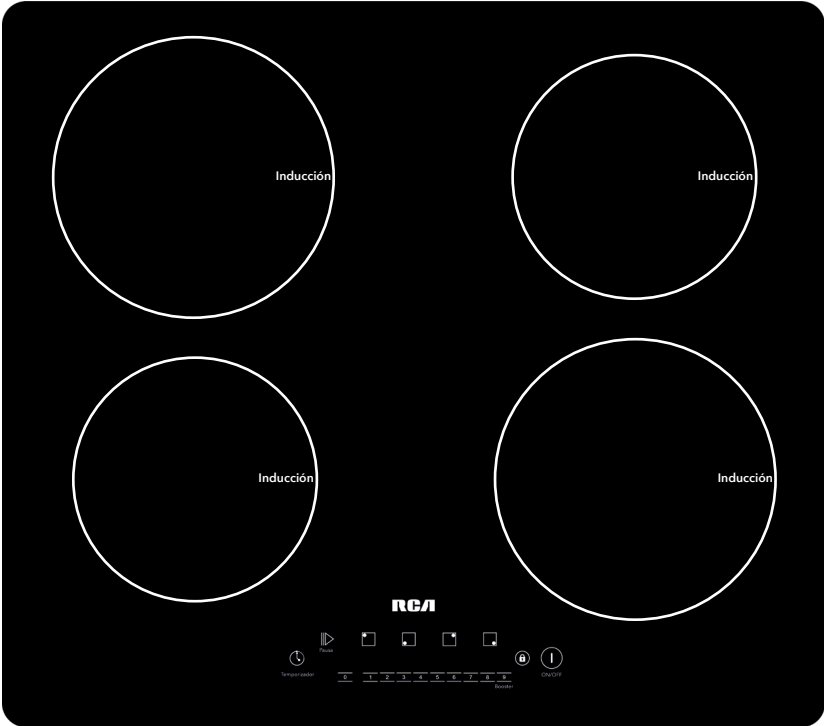 Inducción
Inducción
Inducción
Inducción
RCA
Pausa
Temporizador
0 1 2 3 4 5 6 7 8 9
ON/OFF
Booster